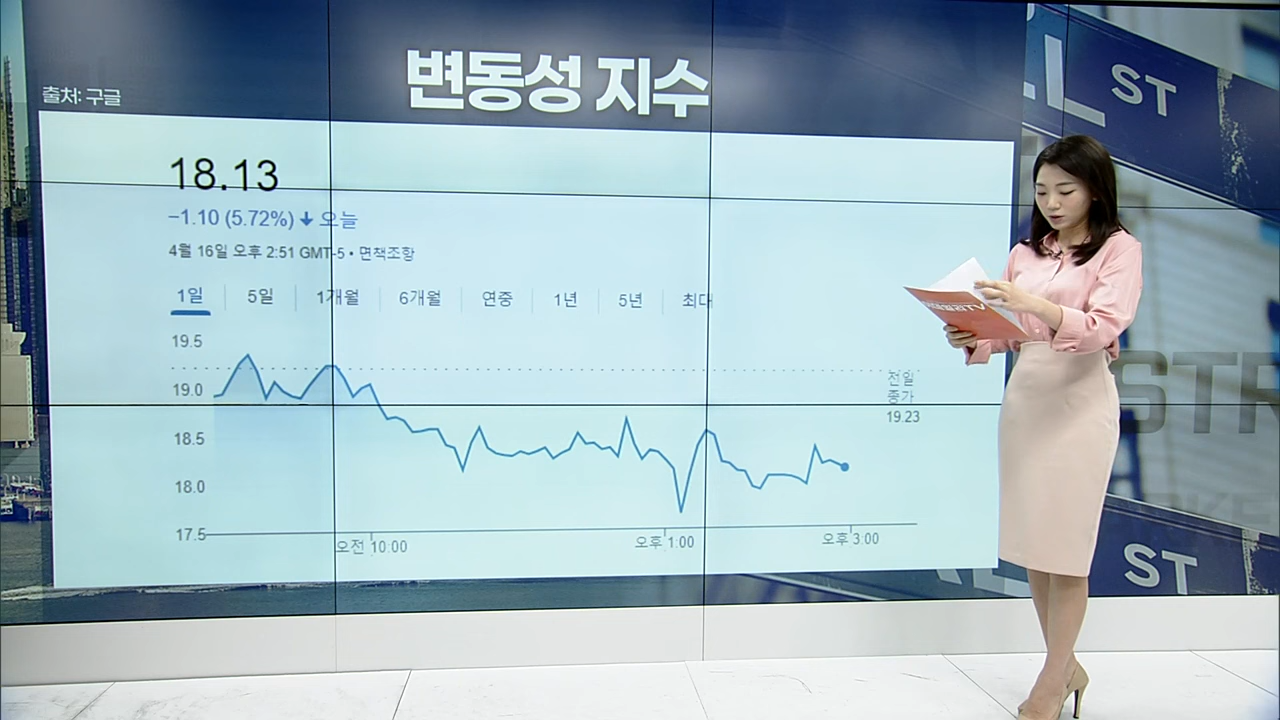 변동성 지수
출처: 구글
18.13
−1.10 (5.72%) ↓ 오늘
4월 16일 오후 2:51 GMT-5 • 면책조항
1일 5일 1개월 6개월 연중 1년 5년 최대
19.5
19.0
18.5
18.0
17.5
전일
종가
19.23
오전 10:00 오후 1:00 오후 3:00
L ST
STR
ST